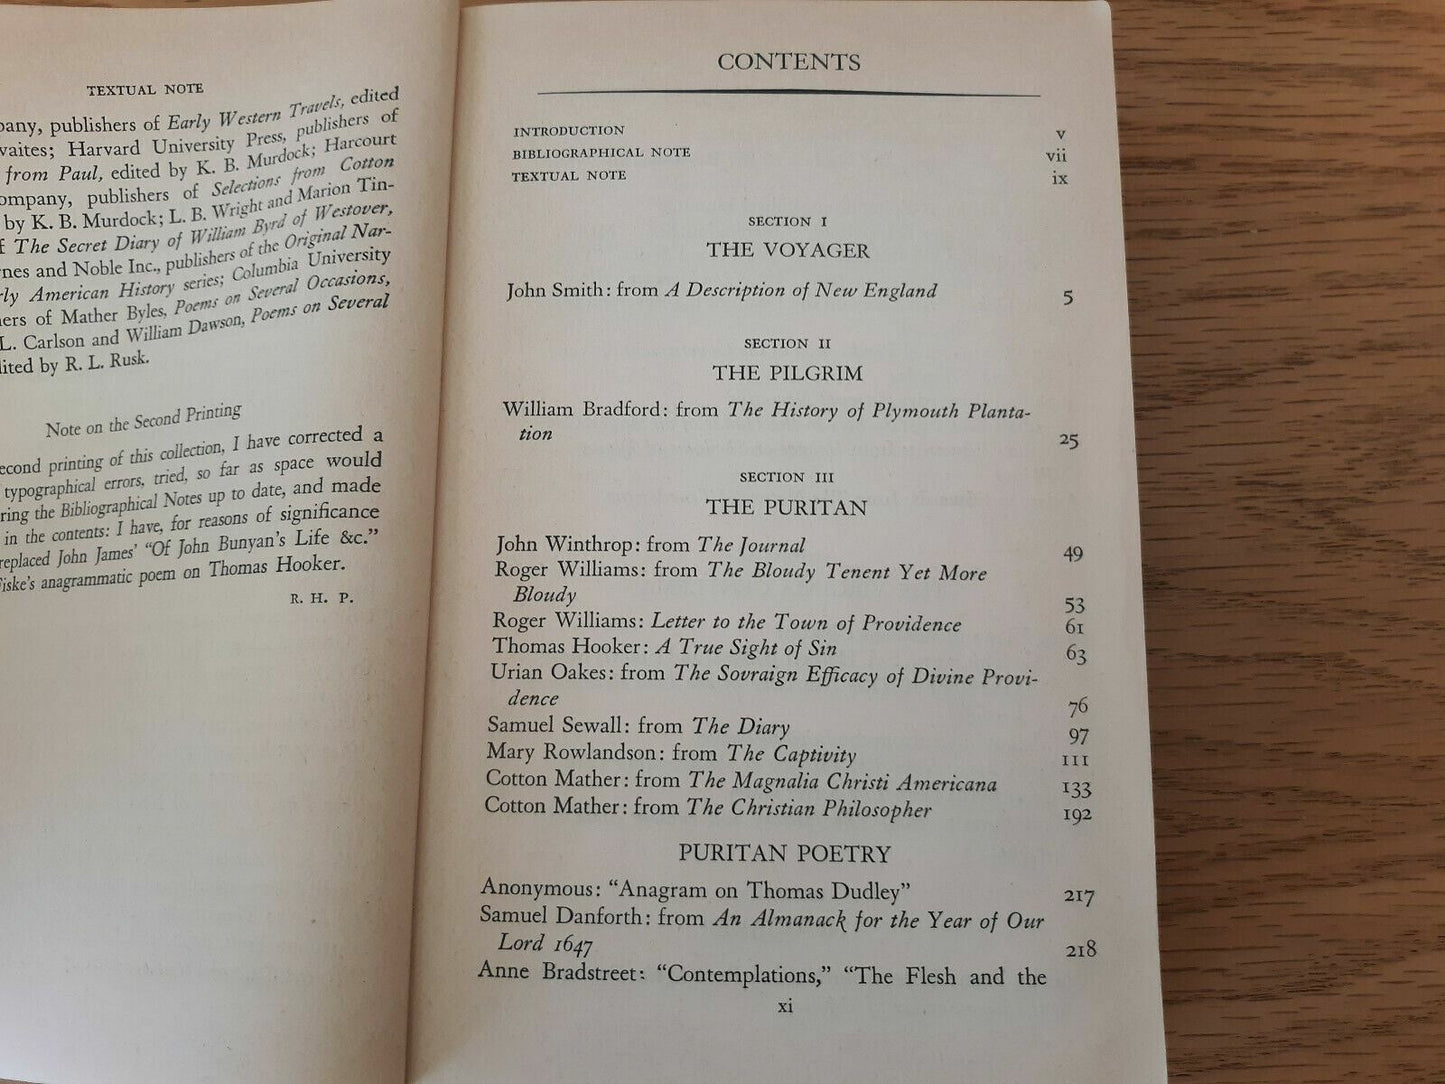 TEXTUAL NOTE
pany, publishers of Early Western Travels, edited
waites; Harvard University Press, publishers of
from Paul, edited by K. B. Murdock; Harcourt
ompany, publishers of Selections from Cotton
by K. B. Murdock; L. B. Wright and Marion Tin-
f The Secret Diary of William Byrd of Westover,
rnes and Noble Inc., publishers of the Original Nar-
rly American History series; Columbia University
hers of Mather Byles, Poems on Several Occasions,
L. Carlson and William Dawson, Poems on Several
dited by R. L. Rusk.
Note on the Second Printing
econd printing of this collection, I have corrected a
typographical errors, tried, so far as space would
ring the Bibliographical Notes up to date, and made
in the contents: I have, for reasons of significance
replaced John James' "Of John Bunyan's Life &c."
iske's anagrammatic poem on Thomas Hooker.
R. H. P.
CONTENTS
INTRODUCTION v
BIBLIOGRAPHICAL NOTE vii
TEXTUAL NOTE ix
SECTION I
THE VOYAGER
John Smith: from A Description of New England 5
SECTION II
THE PILGRIM
William Bradford: from The History of Plymouth Planta-
tion 25
SECTION III
THE PURITAN
John Winthrop: from The Journal 49
Roger Williams: from The Bloudy Tenent Yet More
Bloudy 53
Roger Williams: Letter to the Town of Providence 61
Thomas Hooker: A True Sight of Sin 63
Urian Oakes: from The Sovraign Efficacy of Divine Provi-
dence 76
Samuel Sewall: from The Diary 97
Mary Rowlandson: from The Captivity 111
Cotton Mather: from The Magnalia Christi Americana 133
Cotton Mather: from The Christian Philosopher 192
PURITAN POETRY
Anonymous: "Anagram on Thomas Dudley" 217
Samuel Danforth: from An Almanack for the Year of Our
Lord 1647 218
Anne Bradstreet: "Contemplations," "The Flesh and the
xi